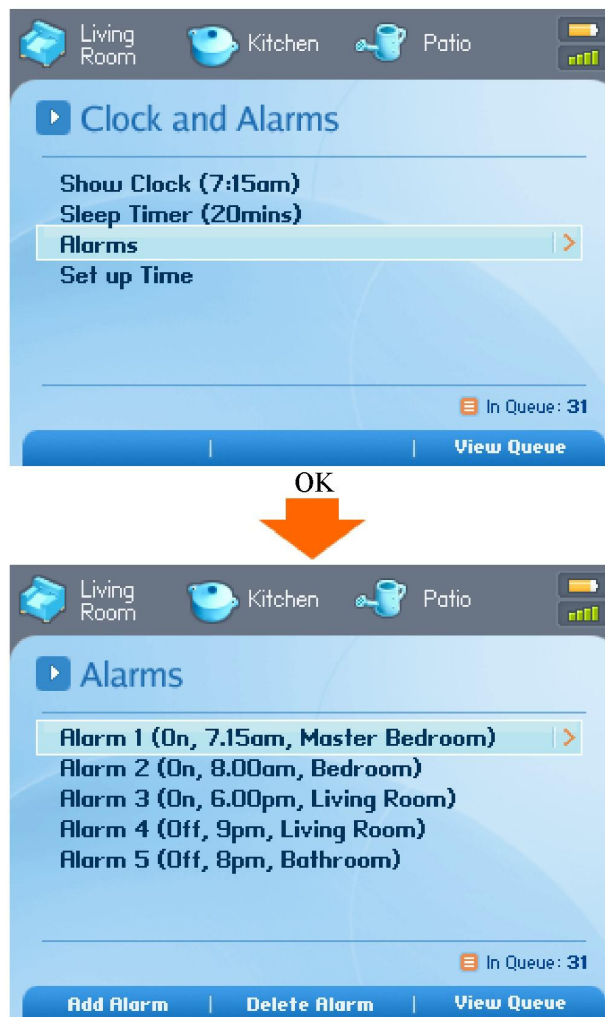 Living
Room
Kitchen
Patio
Clock and Alarms
Show Clock (7:15am)
Sleep Timer (20mins)
Alarms
Set up Time
In Queue: 31
View Queue
OK
Living
Room
Kitchen
Patio
Alarms
Alarm 1 (On, 7.15am, Master Bedroom)
Alarm 2 (On, 8.00am, Bedroom)
Alarm 3 (On, 6.00pm, Living Room)
Alarm 4 (Off, 9pm, Living Room)
Alarm 5 (Off, 8pm, Bathroom)
In Queue: 31
Add Alarm | Delete Alarm | View Queue